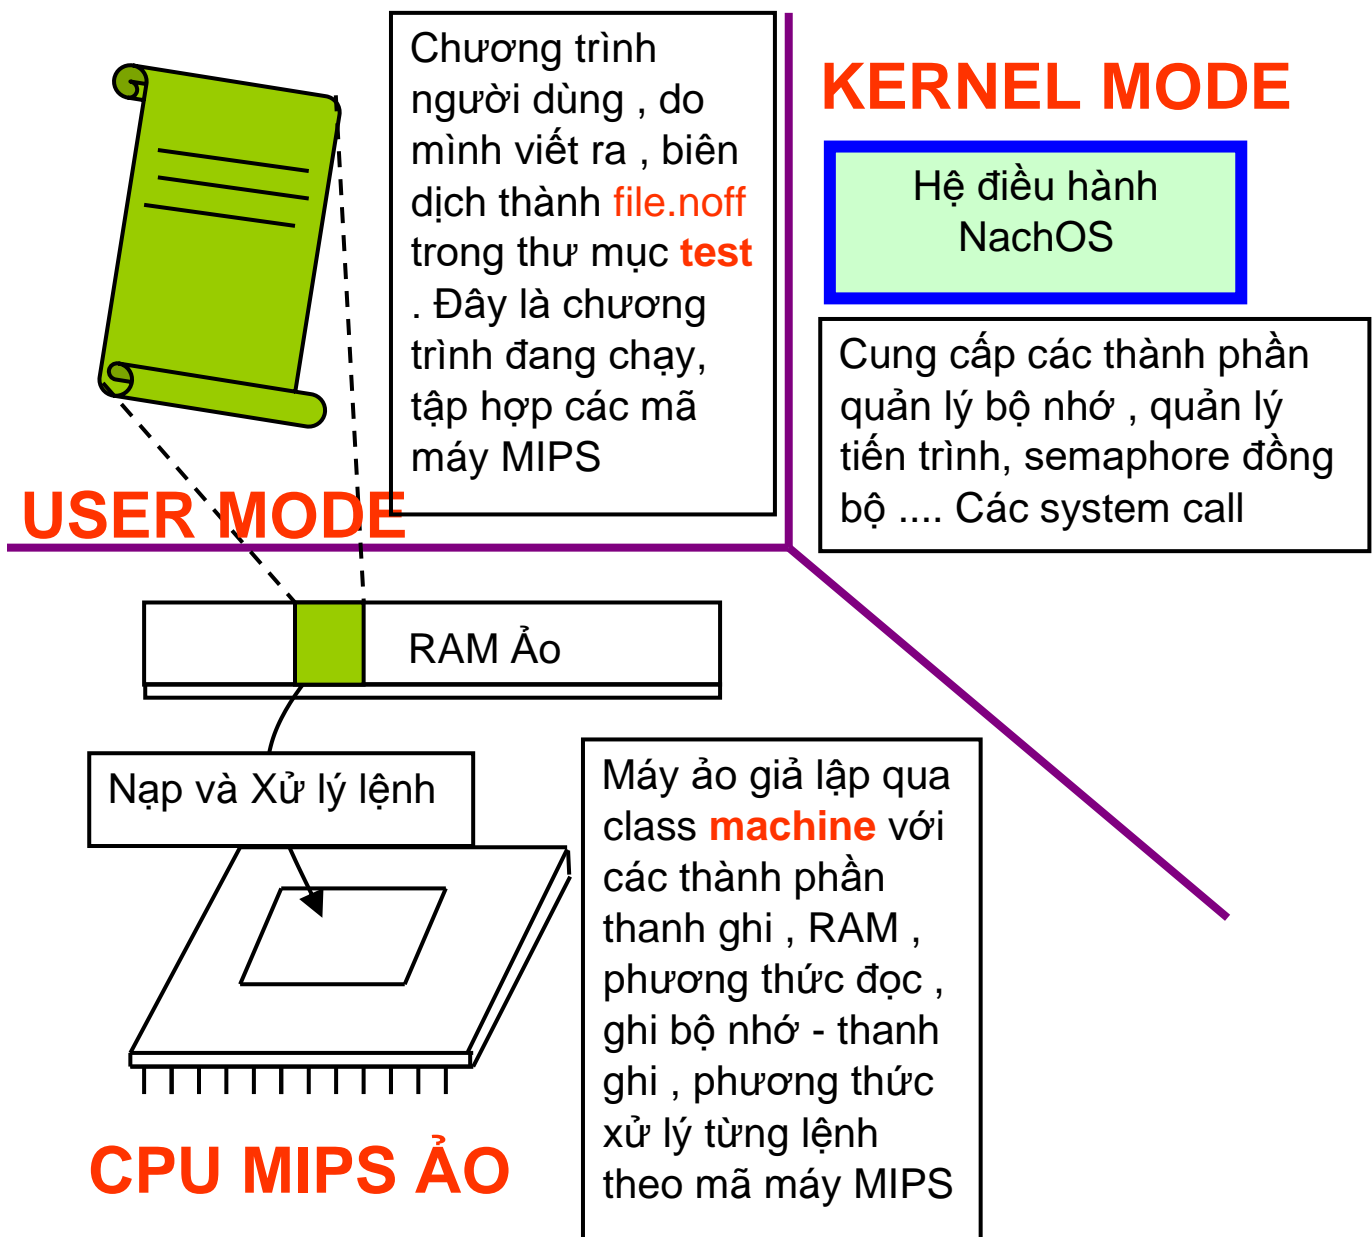 Chương trình
người dùng , do
mình viết ra , biên
dịch thành file.noff
trong thư mục test
. Đây là chương
trình đang chạy,
tập hợp các mã
máy MIPS
USER MODE
KERNEL MODE
Hệ điều hành
NachOS
Cung cấp các thành phần
quản lý bộ nhớ , quản lý
tiến trình, semaphore đồng
bộ .... Các system call
RAM Ảo
Nạp và Xử lý lệnh
CPU MIPS ẢO
Máy ảo giả lập qua
class machine với
các thành phần
thanh ghi , RAM ,
phương thức đọc ,
ghi bộ nhớ - thanh
ghi , phương thức
xử lý từng lệnh
theo mã máy MIPS